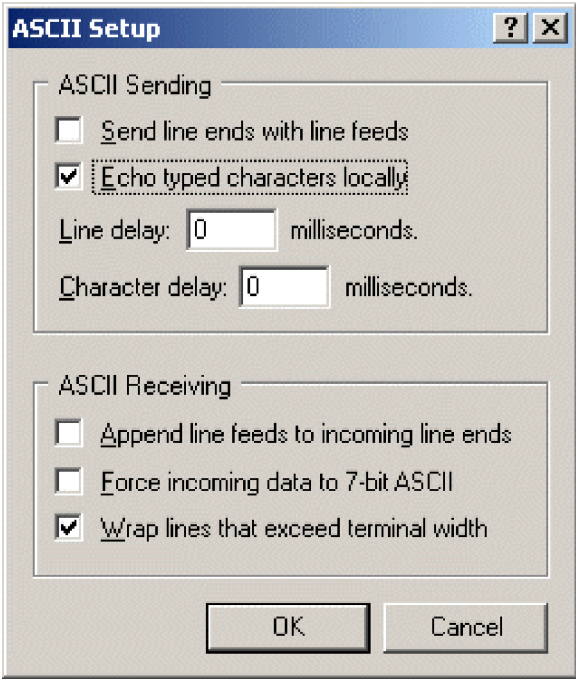 ASCII Setup
ASCII Sending
Send line ends with line feeds
Echo typed characters locally
Line delay: 0 milliseconds.
Character delay: 0 milliseconds.
ASCII Receiving
Append line feeds to incoming line ends
Force incoming data to 7-bit ASCII
Wrap lines that exceed terminal width
OK Cancel